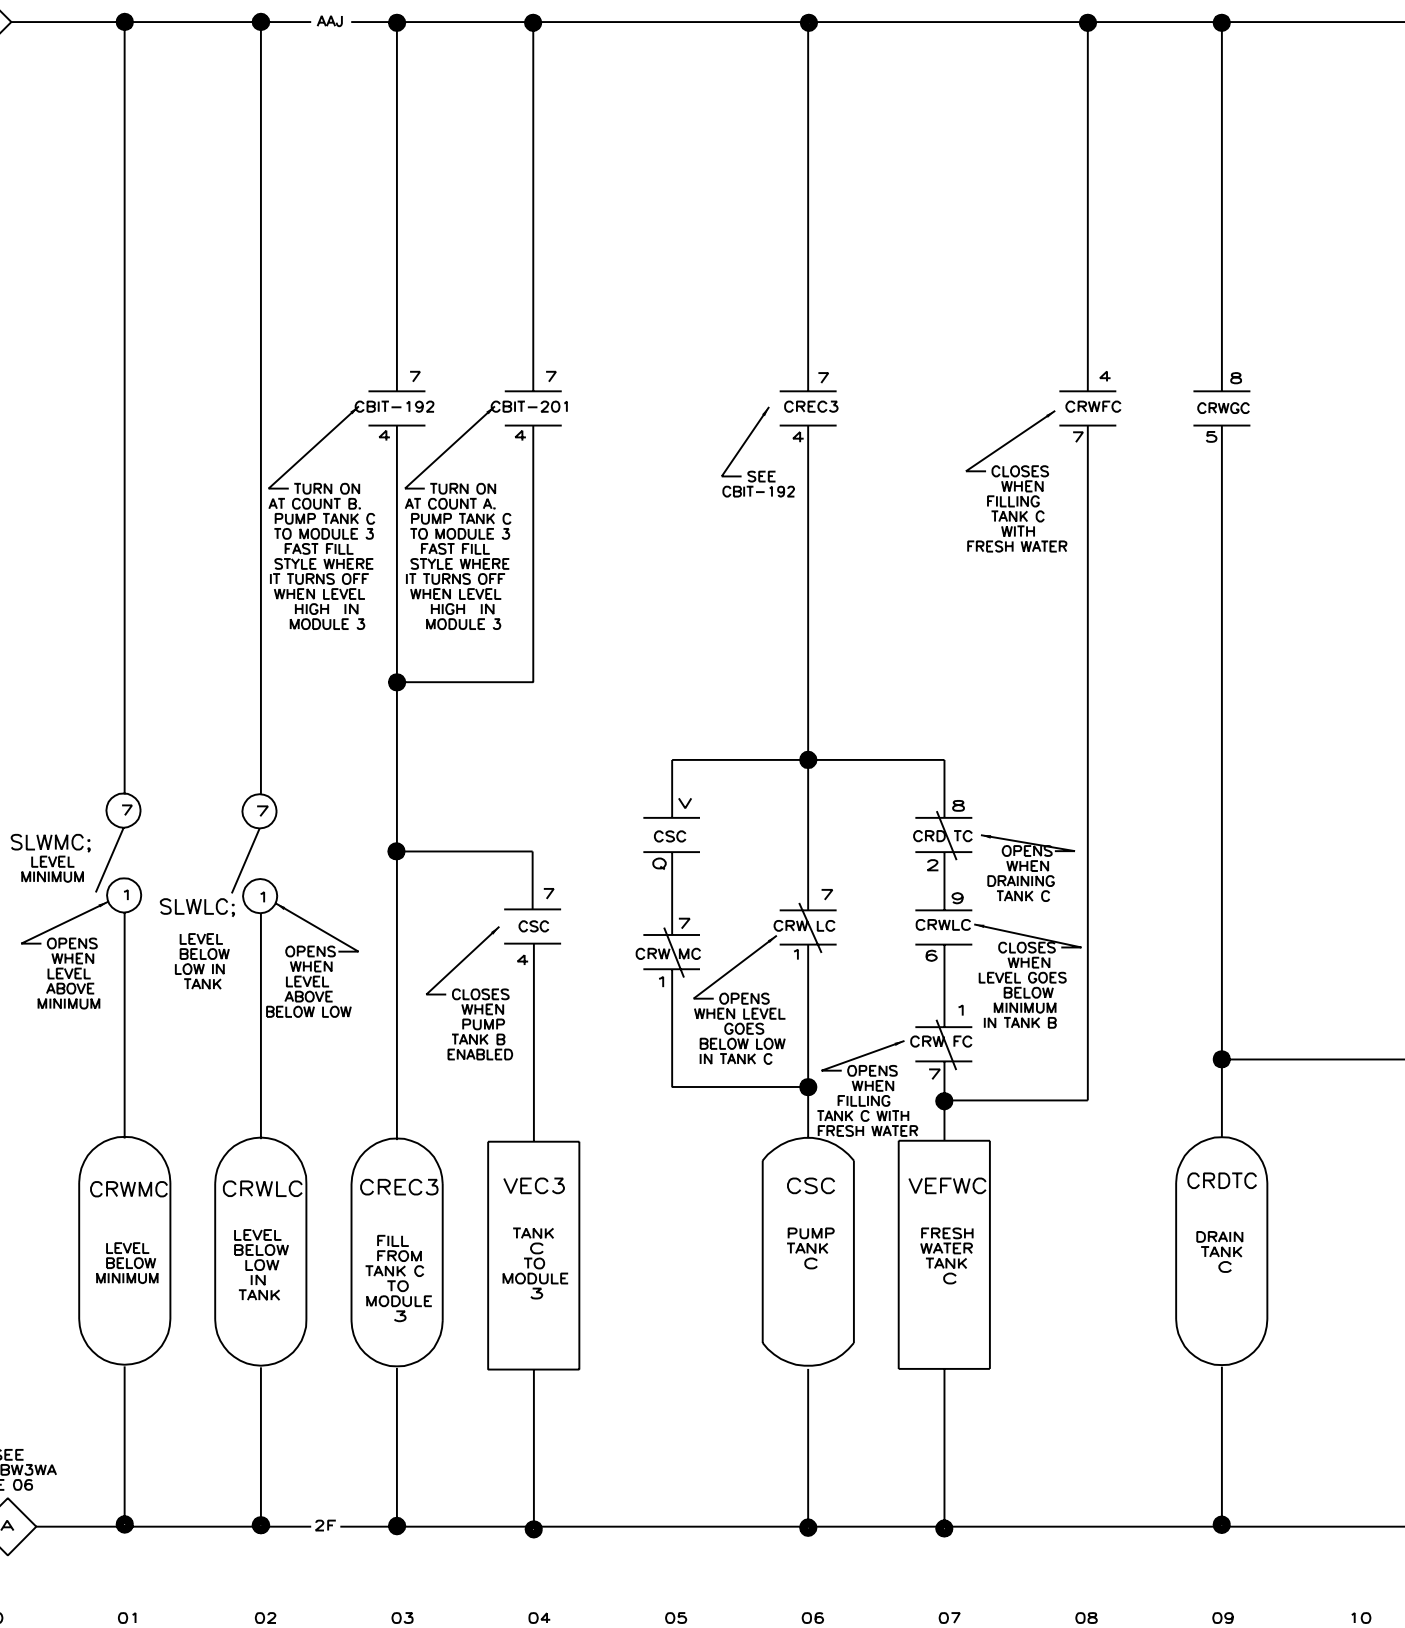 AAJ
7
CBIT-192
4
TURN ON
AT COUNT B.
PUMP TANK C
TO MODULE 3
FAST FILL
STYLE WHERE
IT TURNS OFF
WHEN LEVEL
HIGH IN
MODULE 3
7
CBIT-201
4
TURN ON
AT COUNT A.
PUMP TANK C
TO MODULE 3
FAST FILL
STYLE WHERE
IT TURNS OFF
WHEN LEVEL
HIGH IN
MODULE 3
7
CREC3
4
SEE
CBIT-192
4
CRWFC
7
CLOSES
WHEN
FILLING
TANK C
WITH
FRESH WATER
8
CRWGC
5
7
SLWMC;
LEVEL
MINIMUM
1
OPENS
WHEN
LEVEL
ABOVE
MINIMUM
7
1
SLWLC;
LEVEL
BELOW
LOW IN
TANK
OPENS
WHEN
LEVEL
ABOVE
BELOW LOW
7
CSC
4
CLOSES
WHEN
PUMP
TANK B
ENABLED
V
CSC
Q
7
CRWMC
1
7
CRWLC
1
OPENS
WHEN LEVEL
GOES
BELOW LOW
IN TANK C
8
CRDTC
2
OPENS
WHEN
DRAINING
TANK C
9
CRWLC
6
CLOSES
WHEN
LEVEL GOES
BELOW
MINIMUM
IN TANK B
1
CRWFC
7
OPENS
WHEN
FILLING
TANK C WITH
FRESH WATER
CRWMC
LEVEL
BELOW
MINIMUM
CRWLC
LEVEL
BELOW
LOW
IN
TANK
CREC3
FILL
FROM
TANK C
TO
MODULE
3
VEC3
TANK
C
TO
MODULE
3
CSC
PUMP
TANK
C
VEFWC
FRESH
WATER
TANK
C
CRDTC
DRAIN
TANK
C
SEE
BW3WA
E 06
A
2F
01 02 03 04 05 06 07 08 09 10